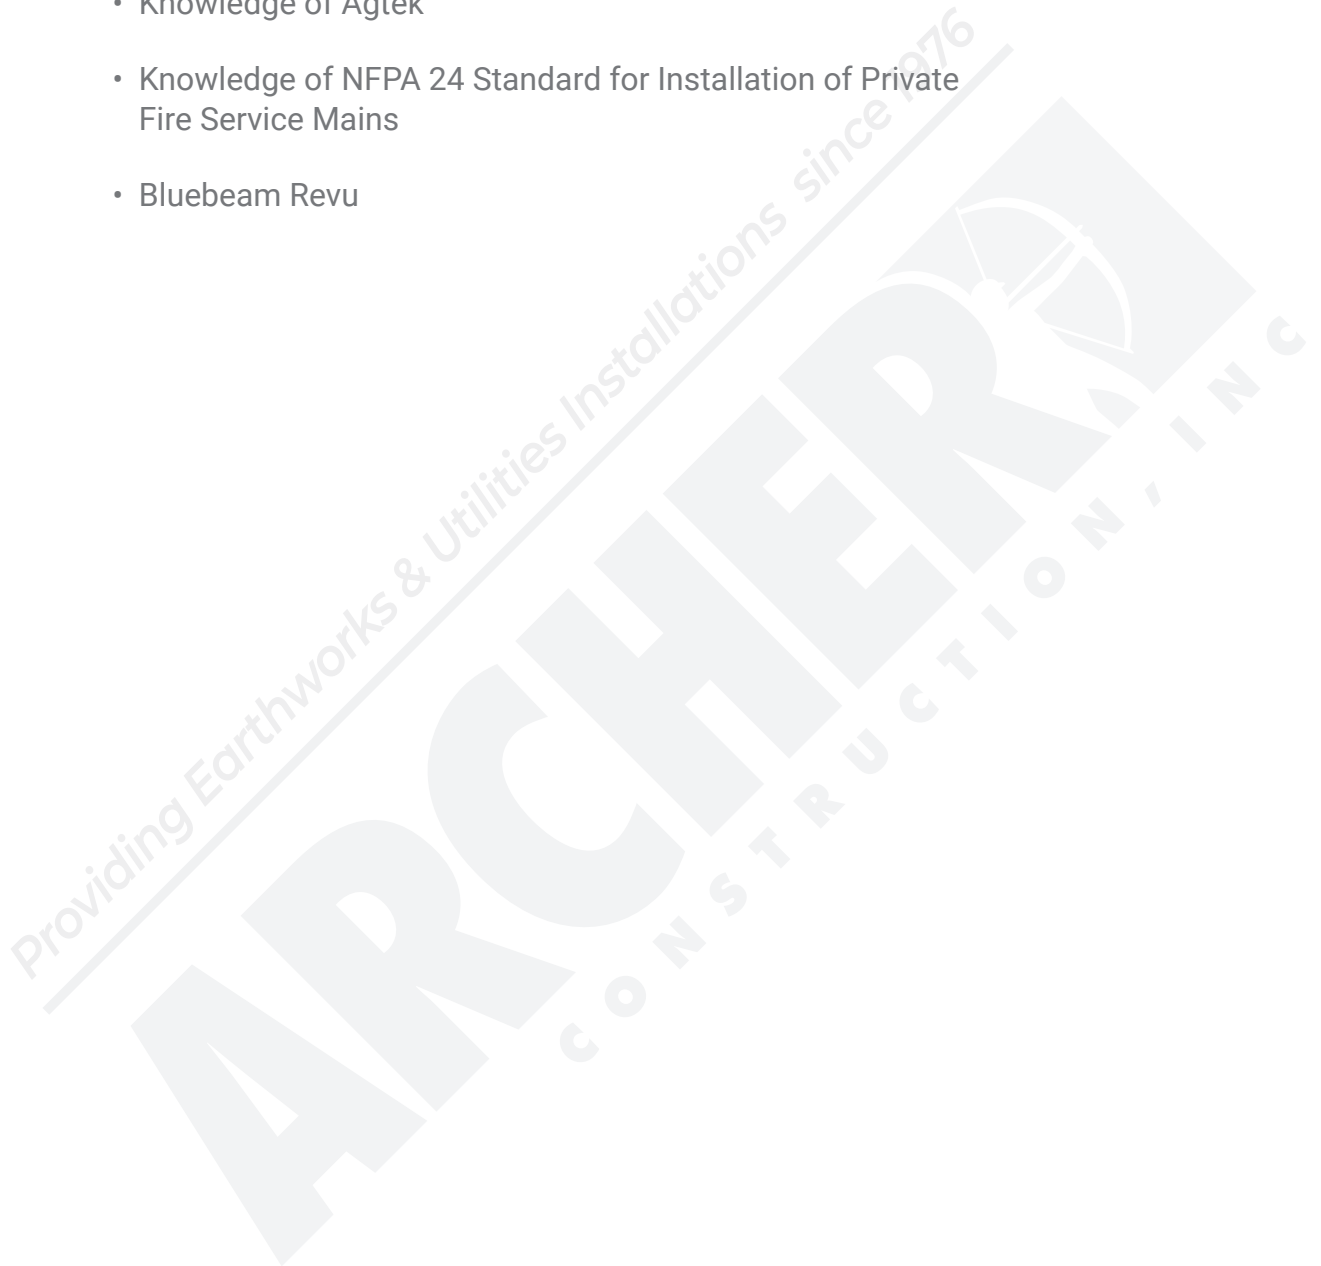 • Knowledge of Agtek
• Knowledge of NFPA 24 Standard for Installation of Private
Fire Service Mains
• Bluebeam Revu
Providing Earthworks & Utilities Installations since 1976
ARCHER
CONSTRUCTION, INC